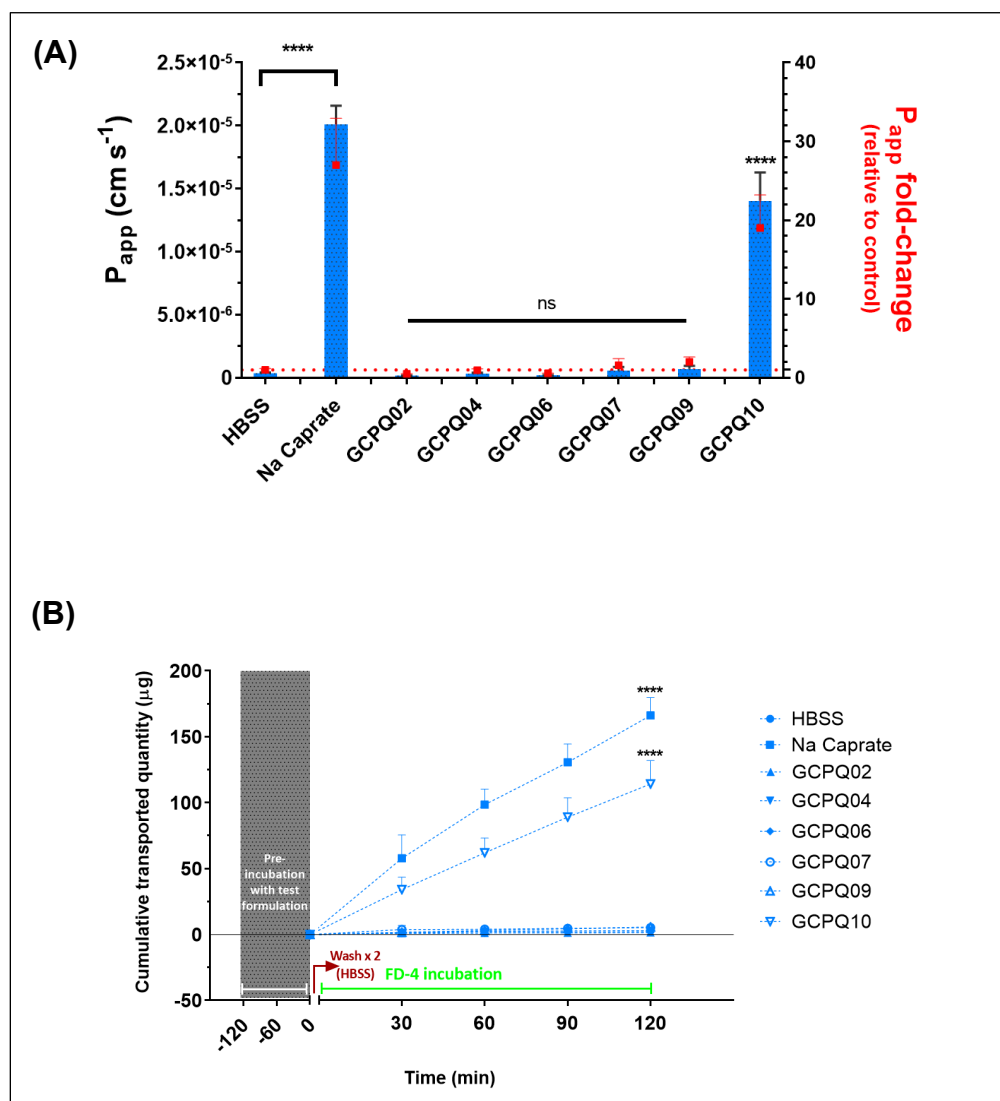 (A)
****
2.5×10⁻⁵
2.0×10⁻⁵
1.5×10⁻⁵
1.0×10⁻⁵
5.0×10⁻⁶
0
Papp (cm s⁻¹)
ns
****
40
30
20
10
0
Papp fold-change
(relative to control)
HBSS
Na Caprate
GCPQ02
GCPQ04
GCPQ06
GCPQ07
GCPQ09
GCPQ10
(B)
Cumulative transported quantity (μg)
200
150
100
50
0
-50
Pre-
incubation
with test
formulation
****
****
Wash x 2
(HBSS)
FD-4 incubation
-120
-60
0
30
60
90
120
Time (min)
HBSS
Na Caprate
GCPQ02
GCPQ04
GCPQ06
GCPQ07
GCPQ09
GCPQ10